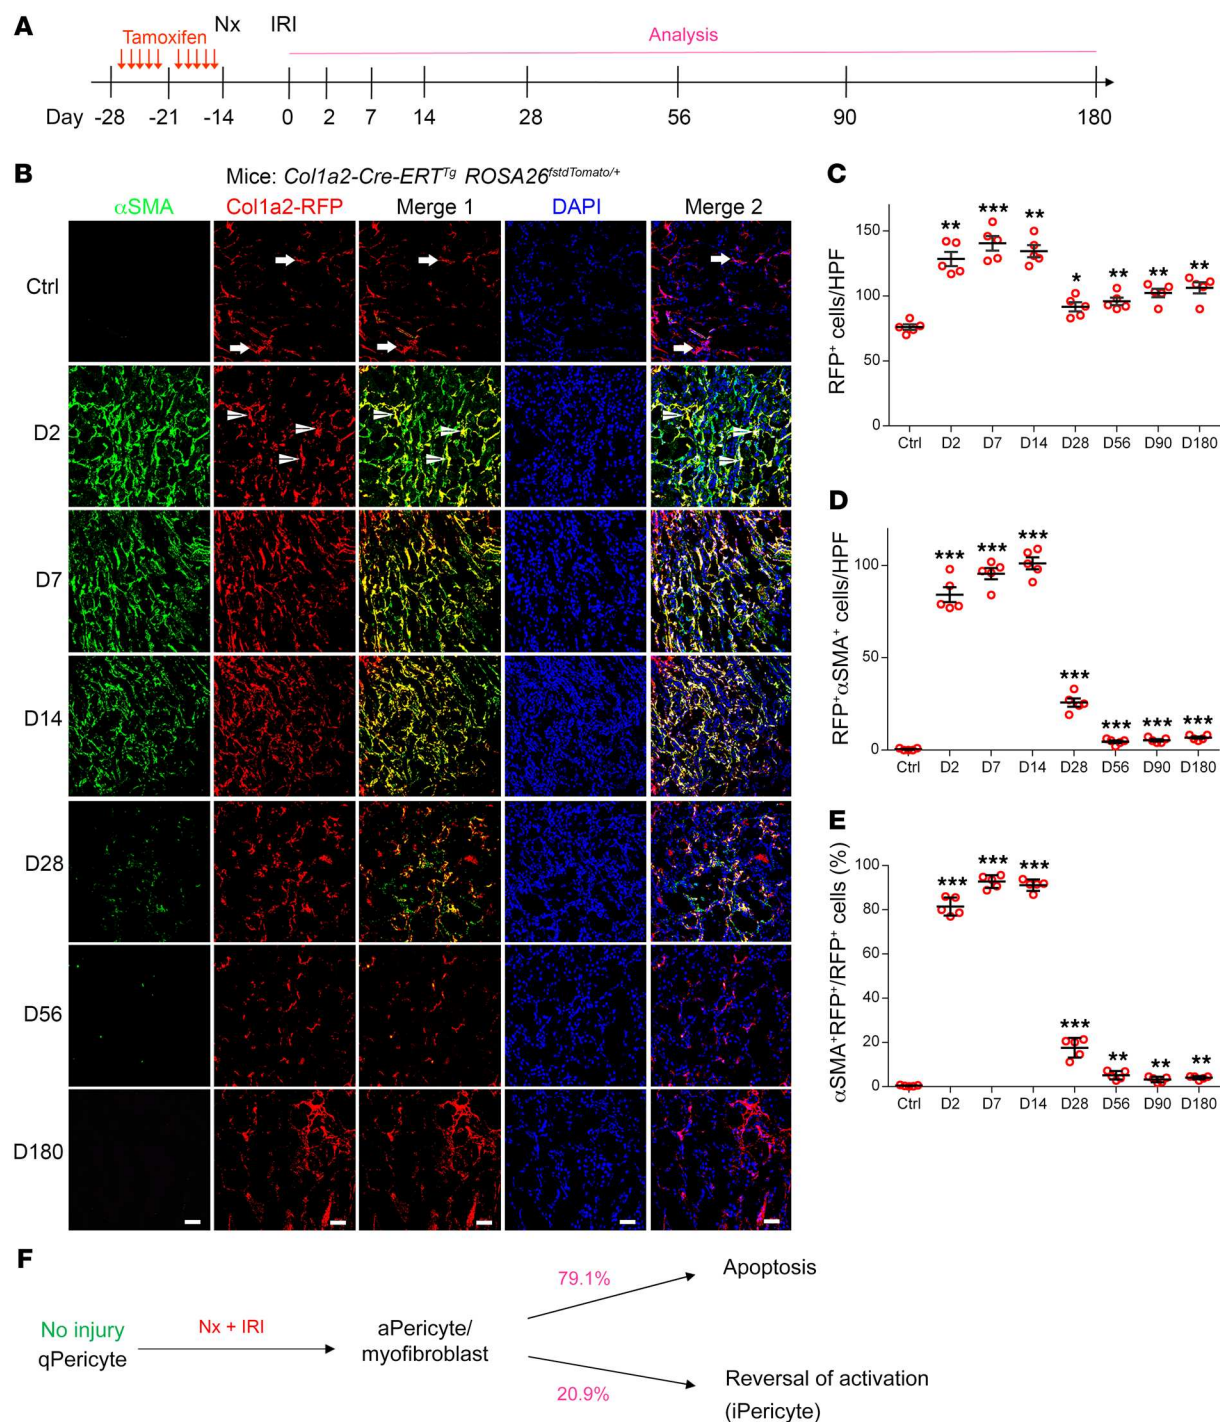 A
Tamoxifen Nx IRI
Analysis
Day -28 -21 -14 0 2 7 14 28 56 90 180
B
Mice: Col1a2-Cre-ERT^Tg ROSA26^fstdTomato/+
αSMA Col1a2-RFP Merge 1 DAPI Merge 2
Ctrl
D2
D7
D14
D28
D56
D180
C
RFP⁺ cells/HPF
150
100
50
0
** *** ** * ** ** **
Ctrl D2 D7 D14 D28 D56 D90 D180
D
RFP⁺αSMA⁺ cells/HPF
100
50
0
*** *** *** *** *** *** ***
Ctrl D2 D7 D14 D28 D56 D90 D180
E
αSMA⁺RFP⁺/RFP⁺ cells (%)
100
80
60
40
20
0
*** *** *** *** ** ** **
Ctrl D2 D7 D14 D28 D56 D90 D180
F
No injury
qPericyte
Nx + IRI
aPericyte/
myofibroblast
79.1%
Apoptosis
20.9%
Reversal of activation
(iPericyte)